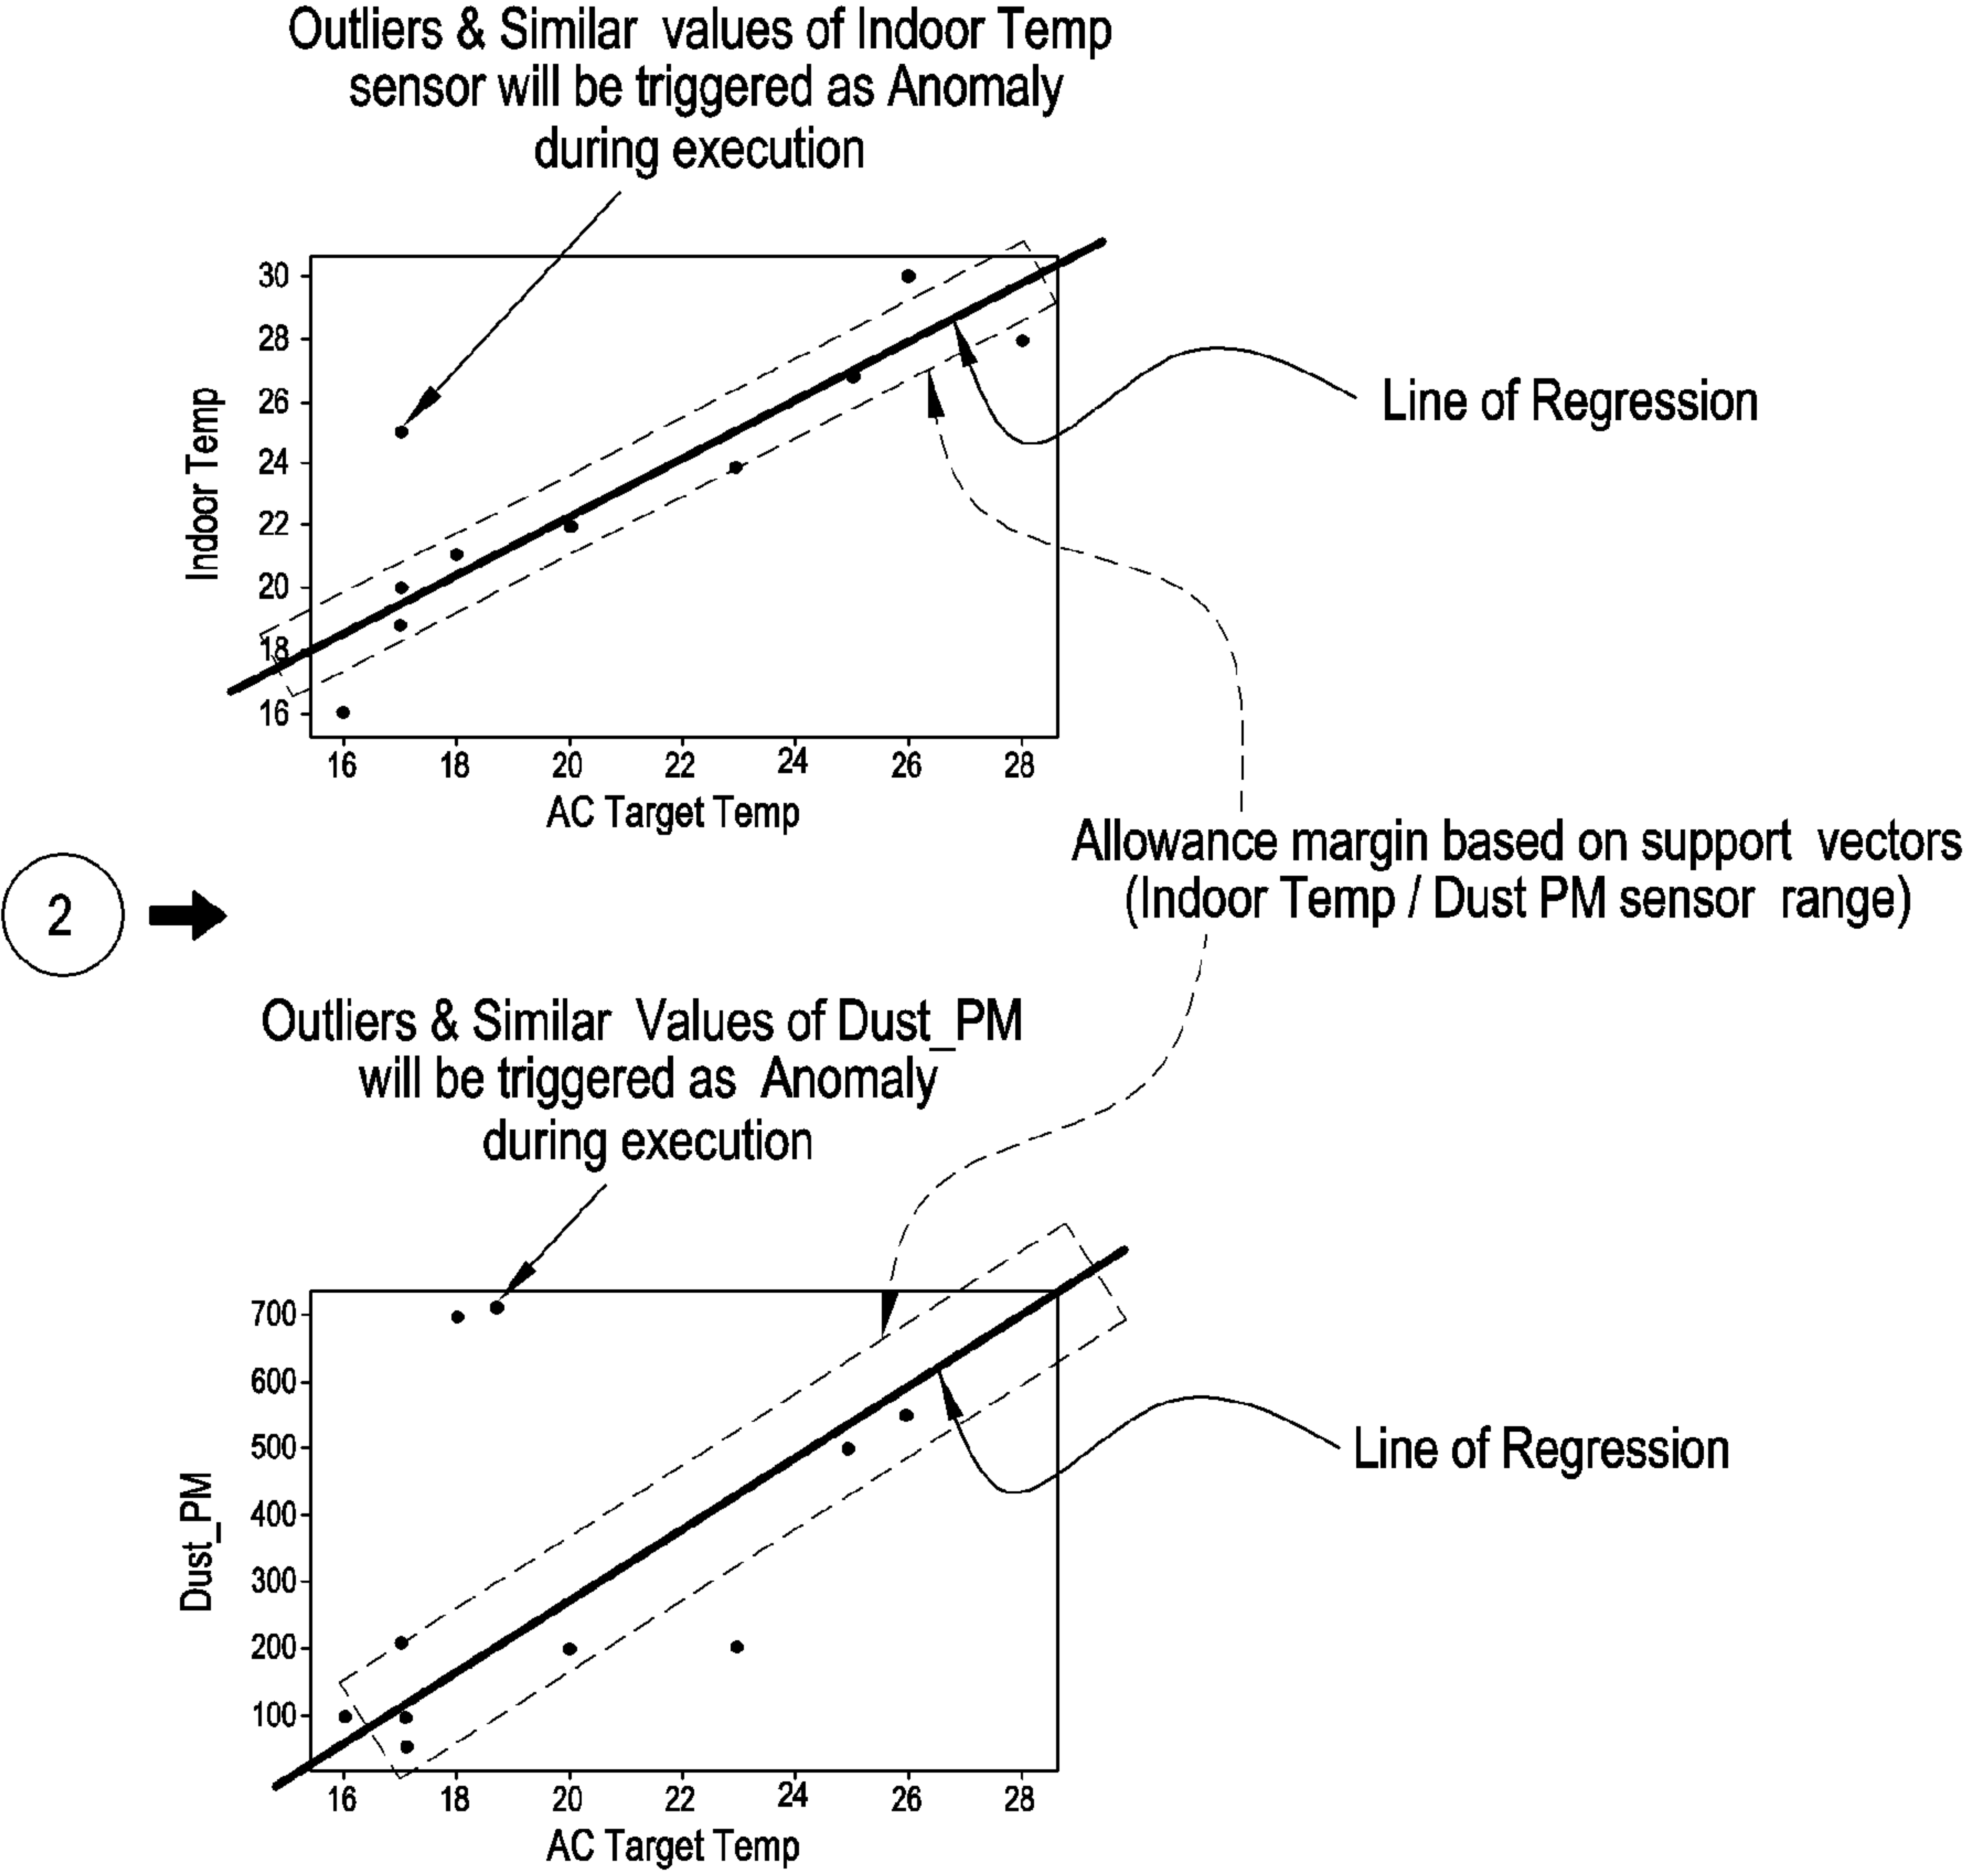 Outliers & Similar values of Indoor Temp
sensor will be triggered as Anomaly
during execution
30
28
26
24
22
20
18
16
Indoor Temp
16 18 20 22 24 26 28
AC Target Temp
Line of Regression
Allowance margin based on support vectors
(Indoor Temp / Dust PM sensor range)
2
Outliers & Similar Values of Dust_PM
will be triggered as Anomaly
during execution
700
600
500
400
300
200
100
Dust_PM
16 18 20 22 24 26 28
AC Target Temp
Line of Regression